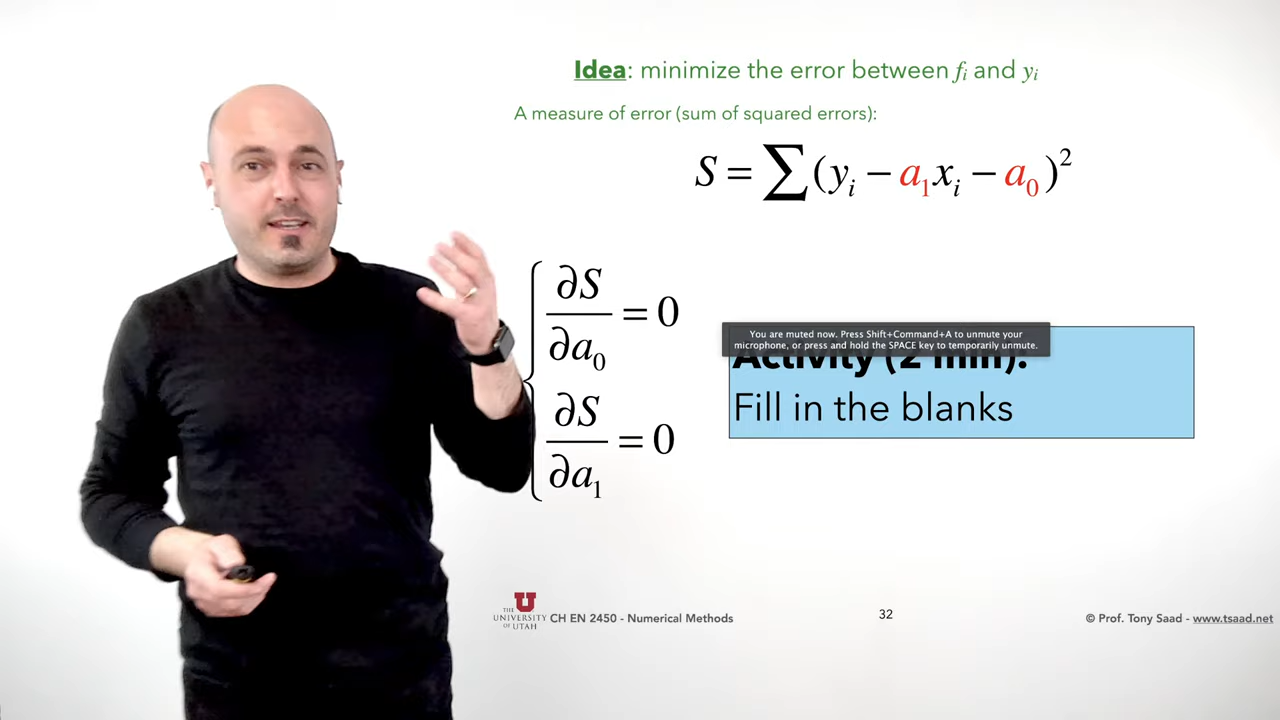 Idea: minimize the error between fᵢ and yᵢ
A measure of error (sum of squared errors):
S = ∑(yᵢ − a₁xᵢ − a₀)²
∂S/∂a₀ = 0
∂S/∂a₁ = 0
You are muted now. Press Shift+Command+A to unmute your
microphone, or press and hold the SPACE key to temporarily unmute.
Activity (2 min):
Fill in the blanks
U
THE
UNIVERSITY
OF
UTAH
CH EN 2450 - Numerical Methods
32
© Prof. Tony Saad - www.tsaad.net